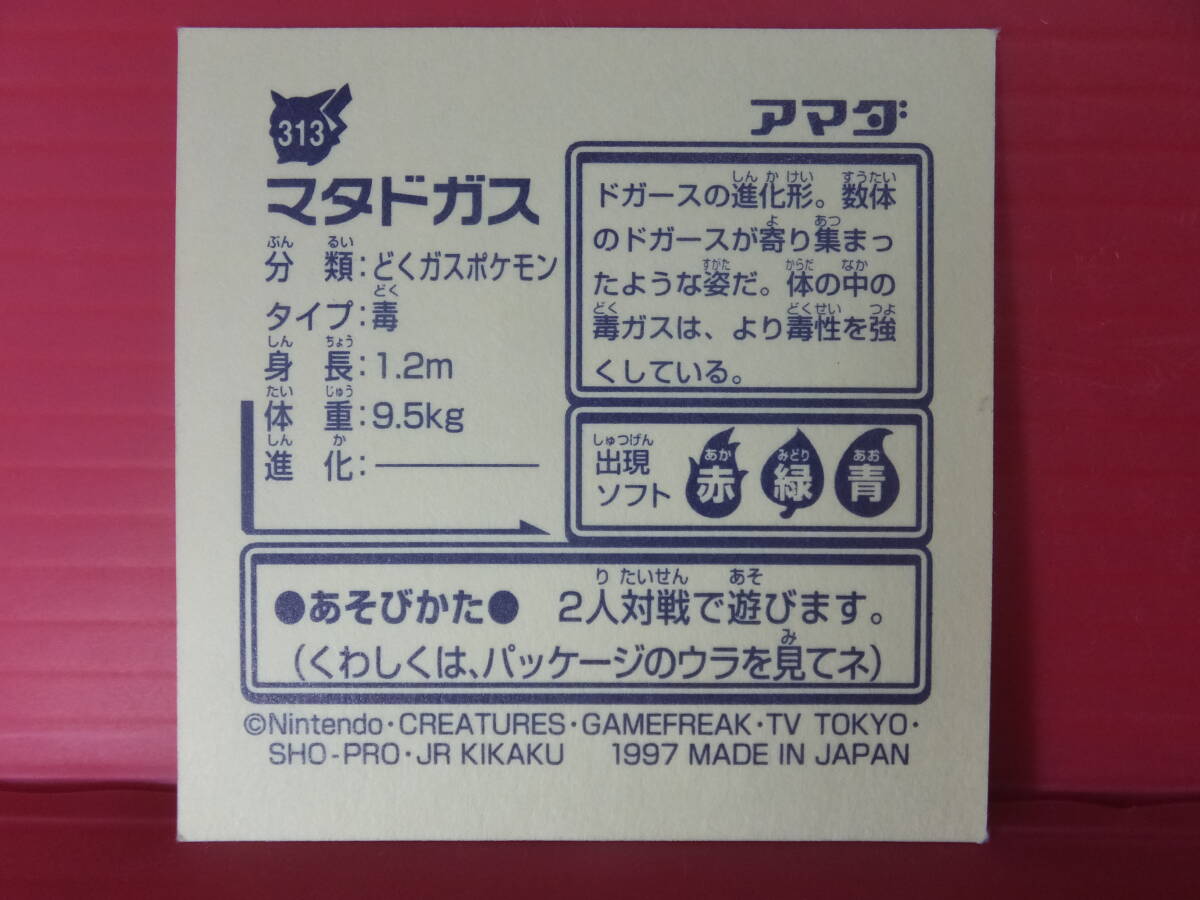 313
アマダ
マタドガス
分類：どくガスポケモン
タイプ：毒
身長：1.2m
体重：9.5kg
進化：――――
ドガースの進化形。数体
のドガースが寄り集まっ
たような姿だ。体の中の
毒ガスは、より毒性を強
くしている。
出現
ソフト
赤 緑 青
●あそびかた● 2人対戦で遊びます。
(くわしくは、パッケージのウラを見てネ)
©Nintendo・CREATURES・GAMEFREAK・TV TOKYO・
SHO-PRO・JR KIKAKU 1997 MADE IN JAPAN